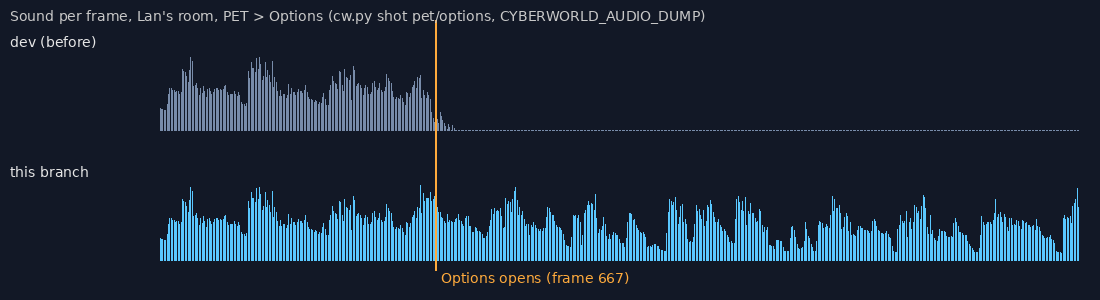 Sound per frame, Lan's room, PET > Options (cw.py shot pet/options, CYBERWORLD_AUDIO_DUMP)
dev (before)
this branch
Options opens (frame 667)